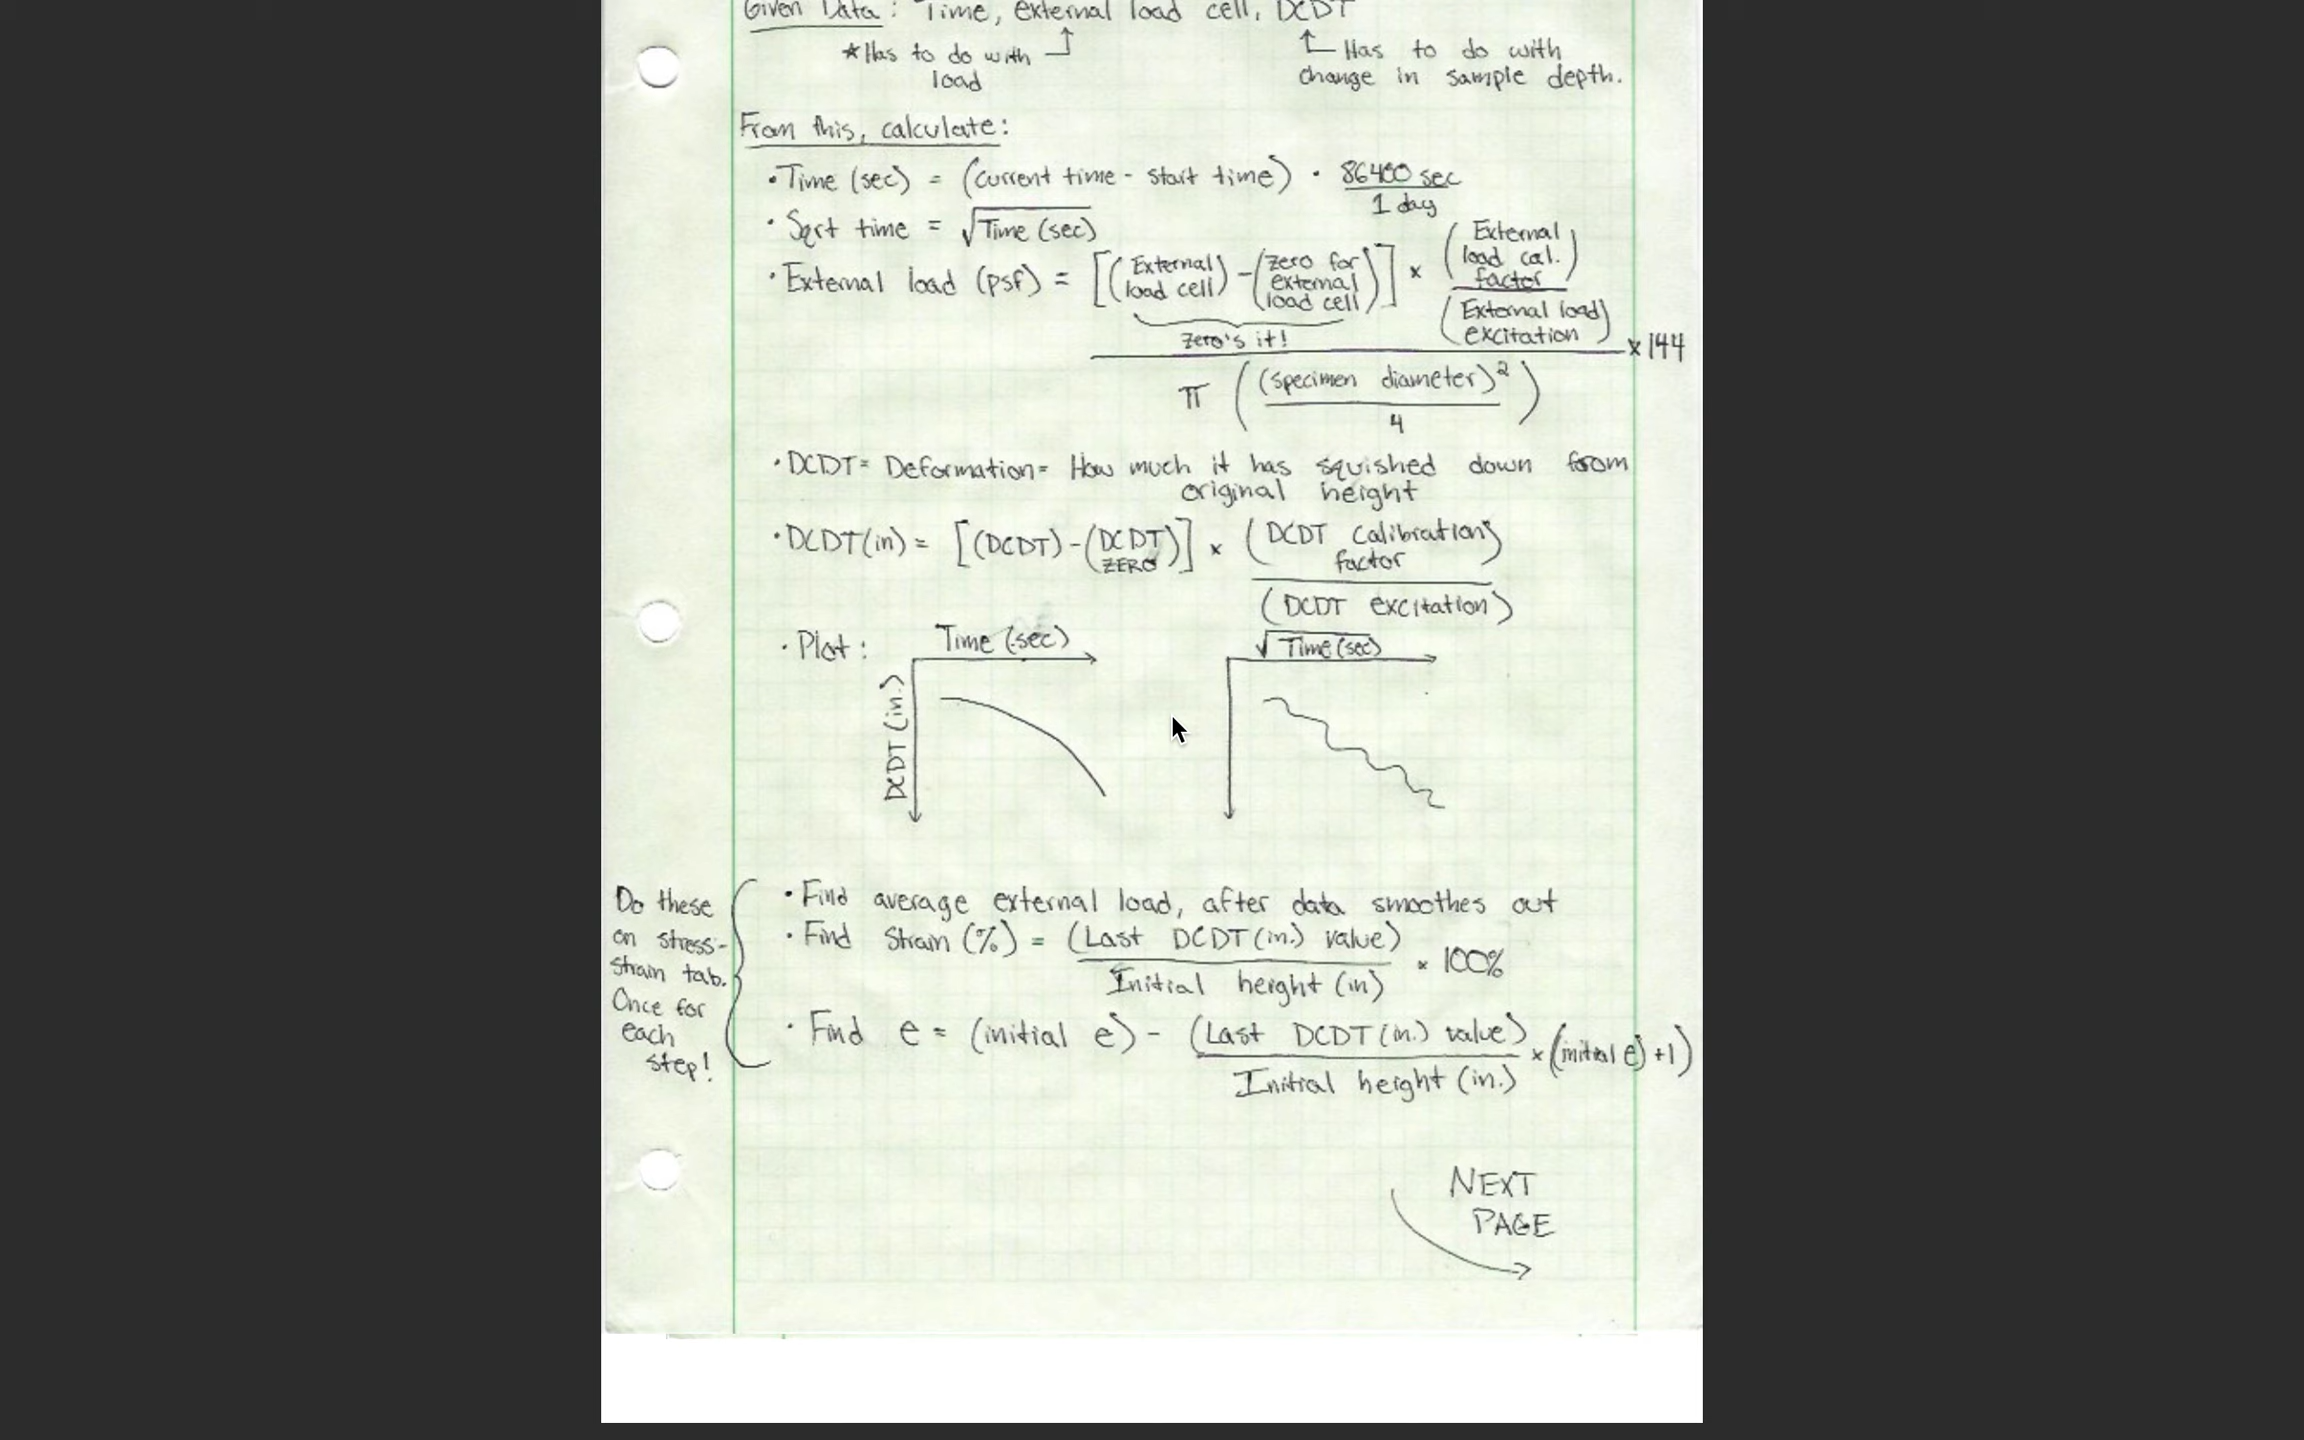 Given Data: Time, external load cell, DCDT
*Has to do with load
Has to do with change in sample depth.
From this, calculate:
• Time (sec) = (current time - start time) · 86400 sec / 1 day
• Sqrt time = √Time (sec)
• External load (psf) = [(External load cell) - (zero for external load cell)] × (External load cal. factor) / (External load excitation)
zero's it!
π ((specimen diameter)² / 4)
× 144
• DCDT = Deformation = How much it has squished down from
original height
• DCDT (in) = [(DCDT) - (DCDT ZERO)] × (DCDT Calibration factor) / (DCDT excitation)
• Plot:
Time (sec)
DCDT (in.)
√Time (sec)
Do these
on stress-
strain tab.
Once for
each
step!
• Find average external load, after data smoothes out
• Find Strain (%) = (Last DCDT (in.) value) / Initial height (in) × 100%
• Find e = (initial e) - (Last DCDT (in.) value) / Initial height (in.) × (initial e) +1)
NEXT
PAGE